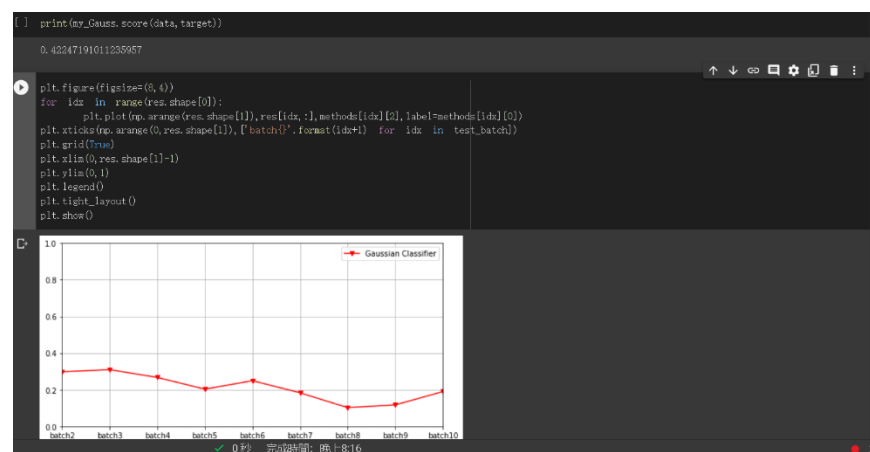 [ ] print(my_Gauss.score(data,target))
0.42247191011235957
plt.figure(figsize=(8,4))
for idx in range(res.shape[0]):
plt.plot(np.arange(res.shape[1]),res[idx,:],methods[idx][2],label=methods[idx][0])
plt.xticks(np.arange(0,res.shape[1]),['batch{}'.format(idx+1) for idx in test_batch])
plt.grid(True)
plt.xlim(0,res.shape[1]-1)
plt.ylim(0,1)
plt.legend()
plt.tight_layout()
plt.show()
1.0
Gaussian Classifier
0.8
0.6
0.4
0.2
0.0
batch2 batch3 batch4 batch5 batch6 batch7 batch8 batch9 batch10
0 秒 完成時間: 晚上8:16